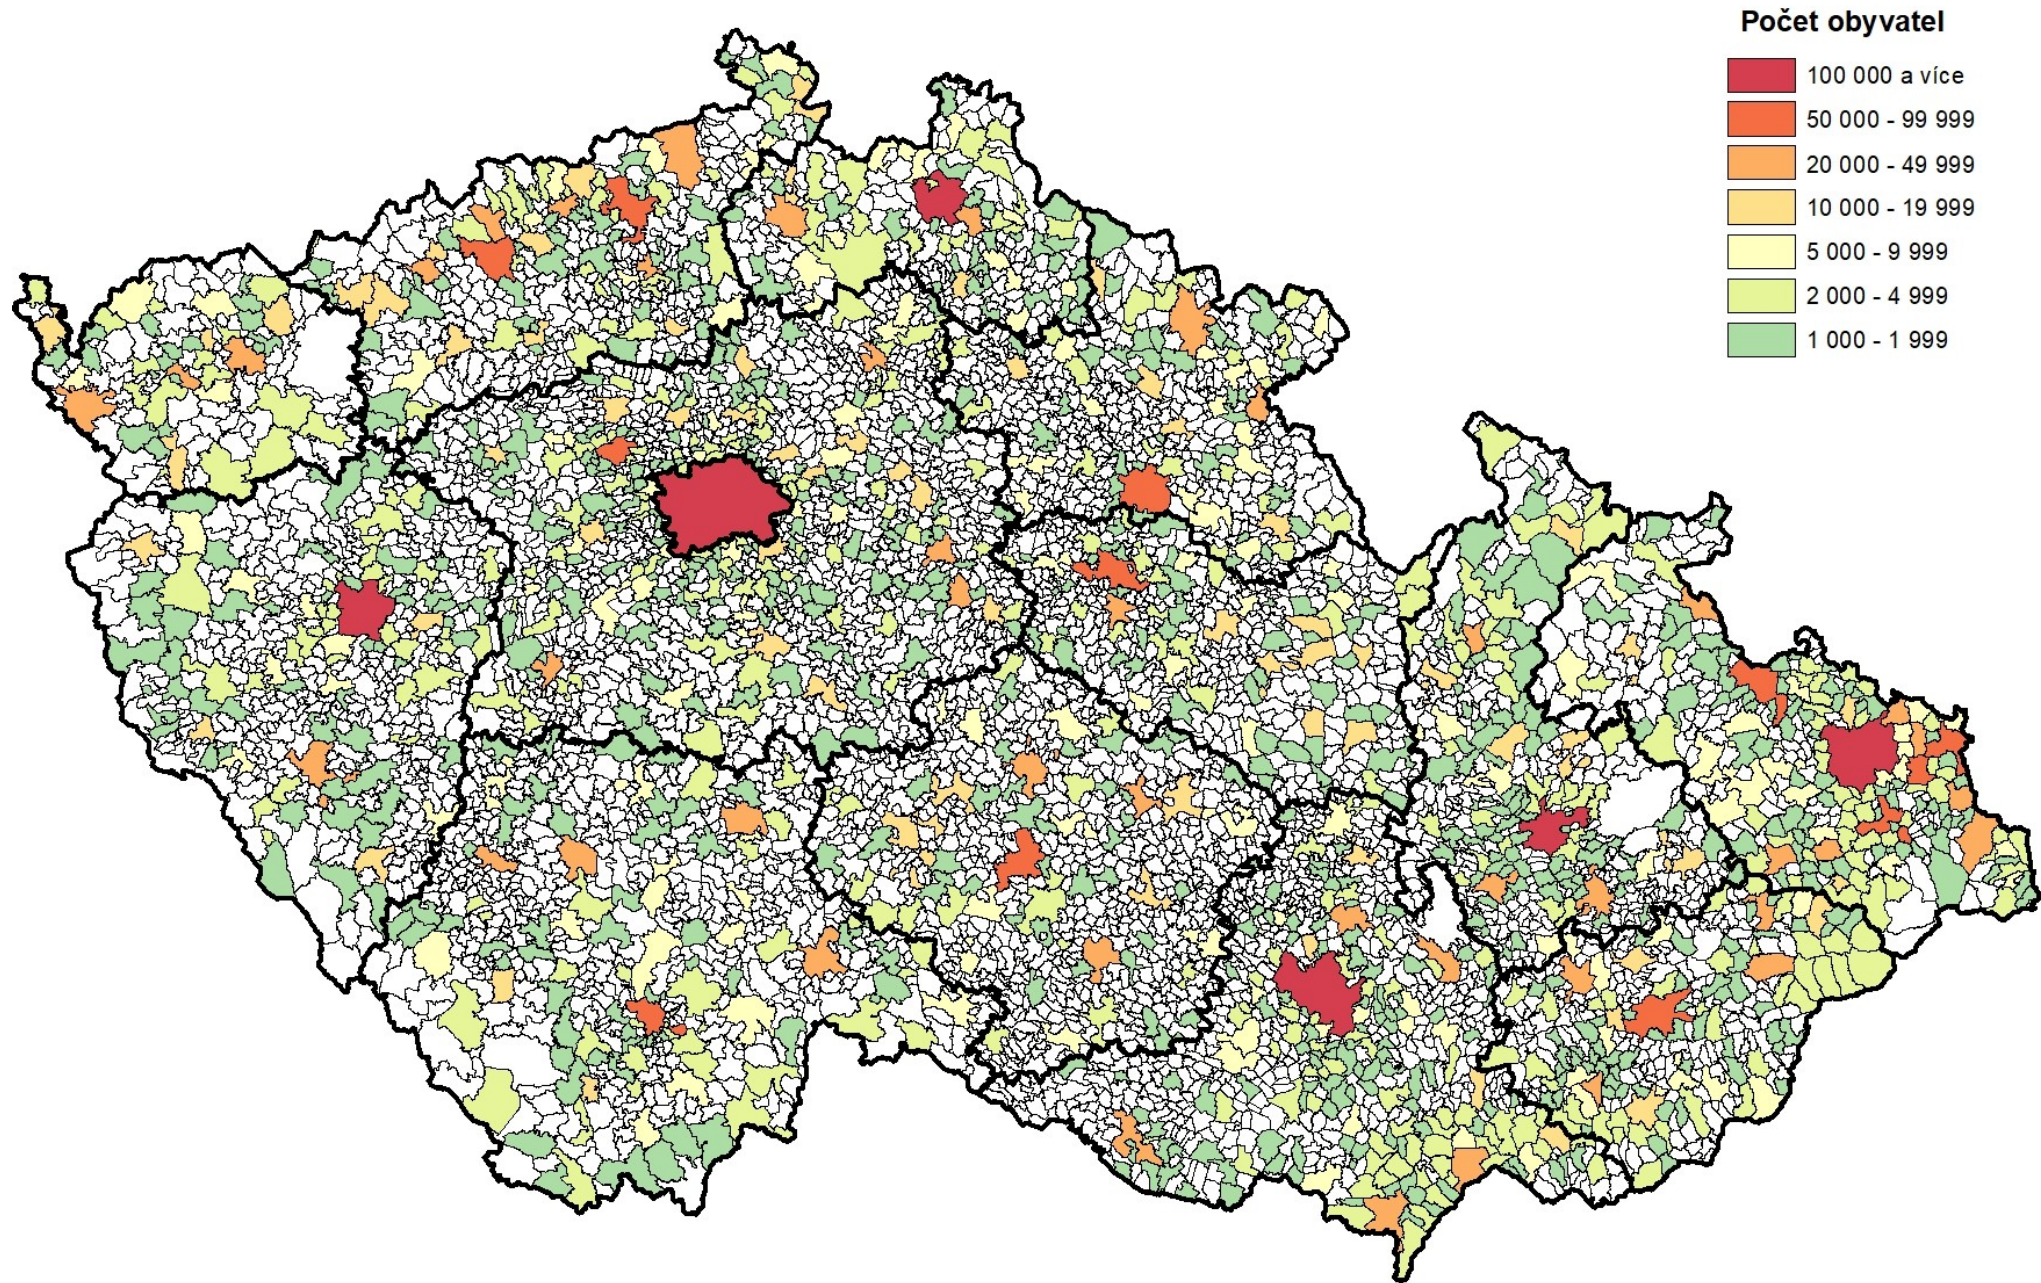 Počet obyvatel
100 000 a více
50 000 - 99 999
20 000 - 49 999
10 000 - 19 999
5 000 - 9 999
2 000 - 4 999
1 000 - 1 999